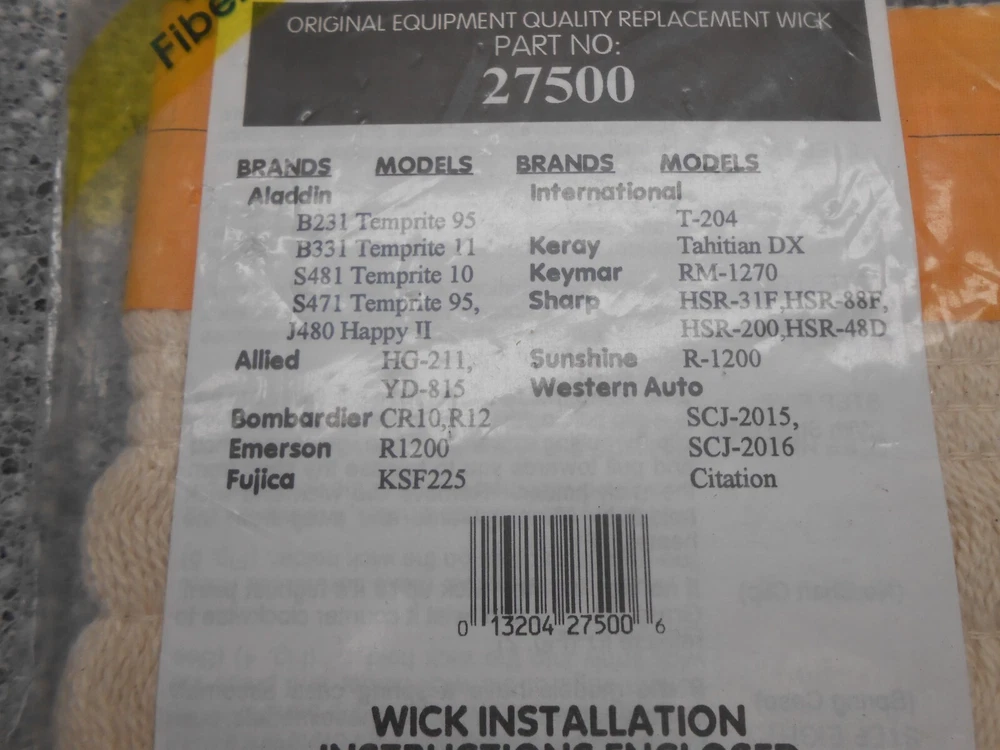 Fiber
ORIGINAL EQUIPMENT QUALITY REPLACEMENT WICK
PART NO:
27500
BRANDS MODELS BRANDS MODELS
Aladdin International
B231 Temprite 95 T-204
B331 Temprite 11 Keray Tahitian DX
S481 Temprite 10 Keymar RM-1270
S471 Temprite 95, Sharp HSR-31F,HSR-88F,
J480 Happy II HSR-200,HSR-48D
Allied HG-211, Sunshine R-1200
YD-815 Western Auto
Bombardier CR10,R12 SCJ-2015,
Emerson R1200 SCJ-2016
Fujica KSF225 Citation
0 13204 27500 6
WICK INSTALLATION
INSTRUCTIONS ENCLOSED